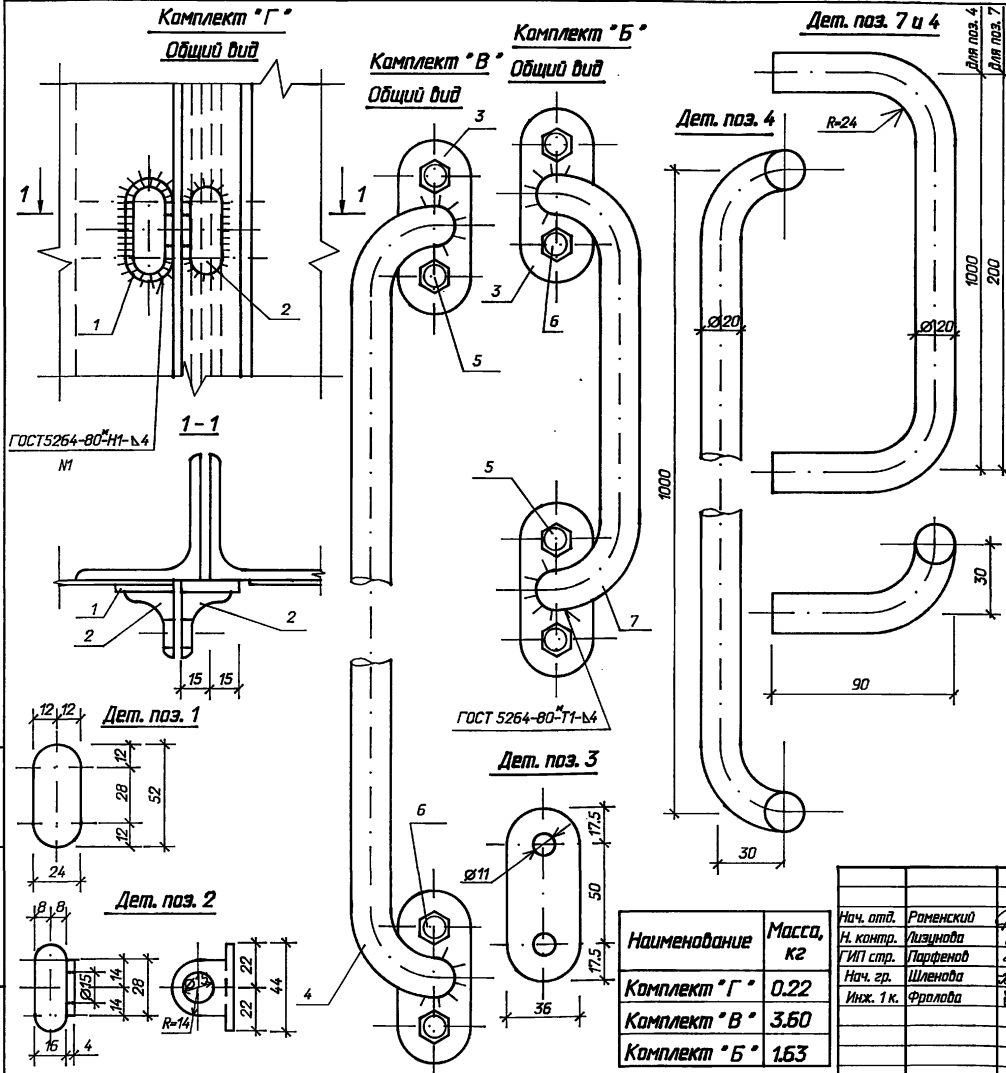 Комплект "Г"
Общий вид
Комплект "В"
Общий вид
Комплект "Б"
Общий вид
Дет. поз. 7 и 4
для поз. 4
для поз. 7
Дет. поз. 4
R=24
3
1
1
1
2
3
6
5
Ø20
Ø20
1000
200
1000
ГОСТ5264-80*-Н1-⊿4
N1
1-1
5
1
2
2
7
30
90
15
15
ГОСТ 5264-80*-Т1-⊿4
Дет. поз. 1
12
12
12
28
12
52
24
Дет. поз. 3
Ø11
17.5
50
17.5
36
6
30
Дет. поз. 2
8
8
Ø15
14
14
28
16
4
Ø15
R=14
22
22
44
4
Наименование Масса, кг
Комплект "Г" 0.22
Комплект "В" 3.60
Комплект "Б" 1.63
Нач. отд. Роменский
Н. контр. Лизунова
ГИП стр. Парфенов
Нач. гр. Шленова
Инж. 1 к. Фролова